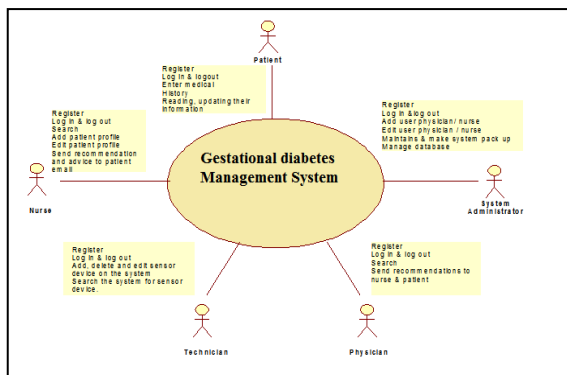 Patient
Register
Log in & logout
Enter medical
History
Reading, updating their
information
Register
Log in & log out
Search
Add patient profile
Edit patient profile
Send recommendation
and advice to patient
email
Nurse
Gestational diabetes
Management System
Register
Log in &l og out
Add user physician / nurse
Edit user physician / nurse
Maintains & make system pack up
Manage database
System
Administrator
Register
Log in & log out
Add, delete and edit sensor
device on the system
Search the system for sensor
device.
Technician
Register
Log in & log out
Search
Send recommendations to
nurse & patient
Physician